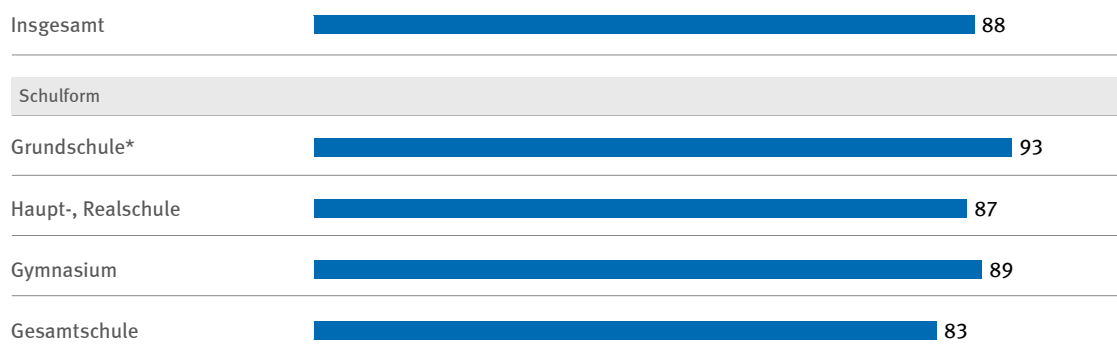 Insgesamt 88
Schulform
Grundschule* 93
Haupt-, Realschule 87
Gymnasium 89
Gesamtschule 83